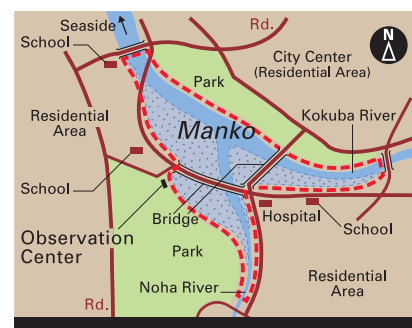 Seaside
School
Rd.
N
City Center
(Residential Area)
Park
Residential
Area
Manko
Kokuba River
School
Bridge
Hospital
School
Observation
Center
Park
Noha River
Residential
Area
Rd.